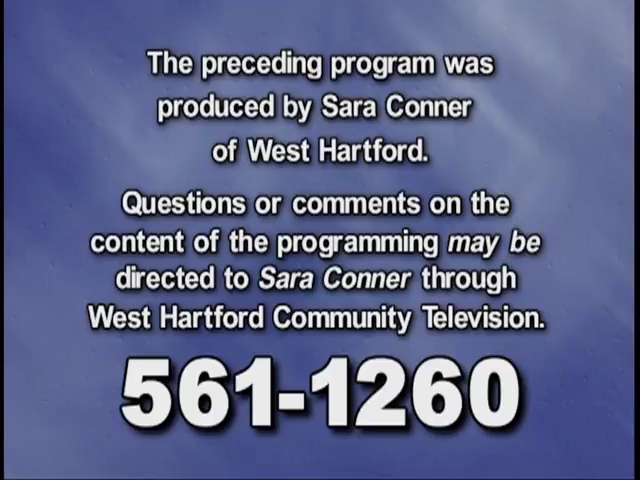 The preceding program was
produced by Sara Conner
of West Hartford.
Questions or comments on the
content of the programming may be
directed to Sara Conner through
West Hartford Community Television.
561-1260